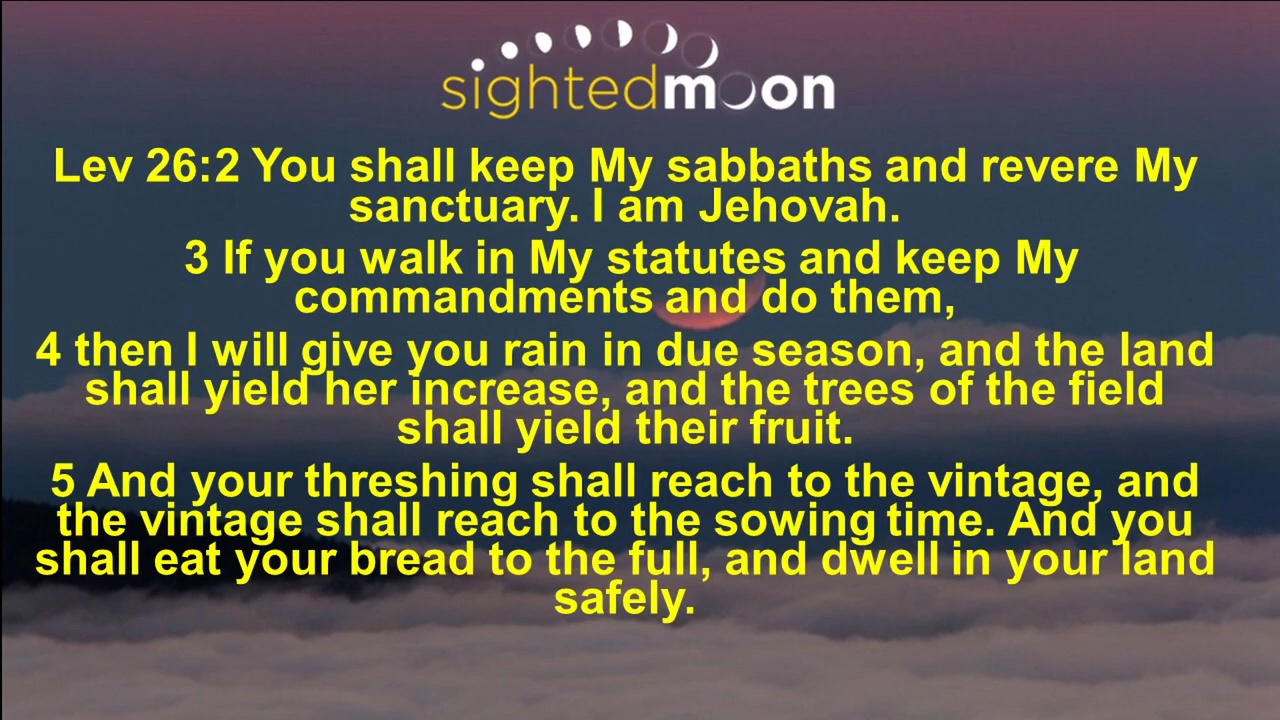 sightedmoon
Lev 26:2 You shall keep My sabbaths and revere My
sanctuary. I am Jehovah.
3 If you walk in My statutes and keep My
commandments and do them,
4 then I will give you rain in due season, and the land
shall yield her increase, and the trees of the field
shall yield their fruit.
5 And your threshing shall reach to the vintage, and
the vintage shall reach to the sowing time. And you
shall eat your bread to the full, and dwell in your land
safely.